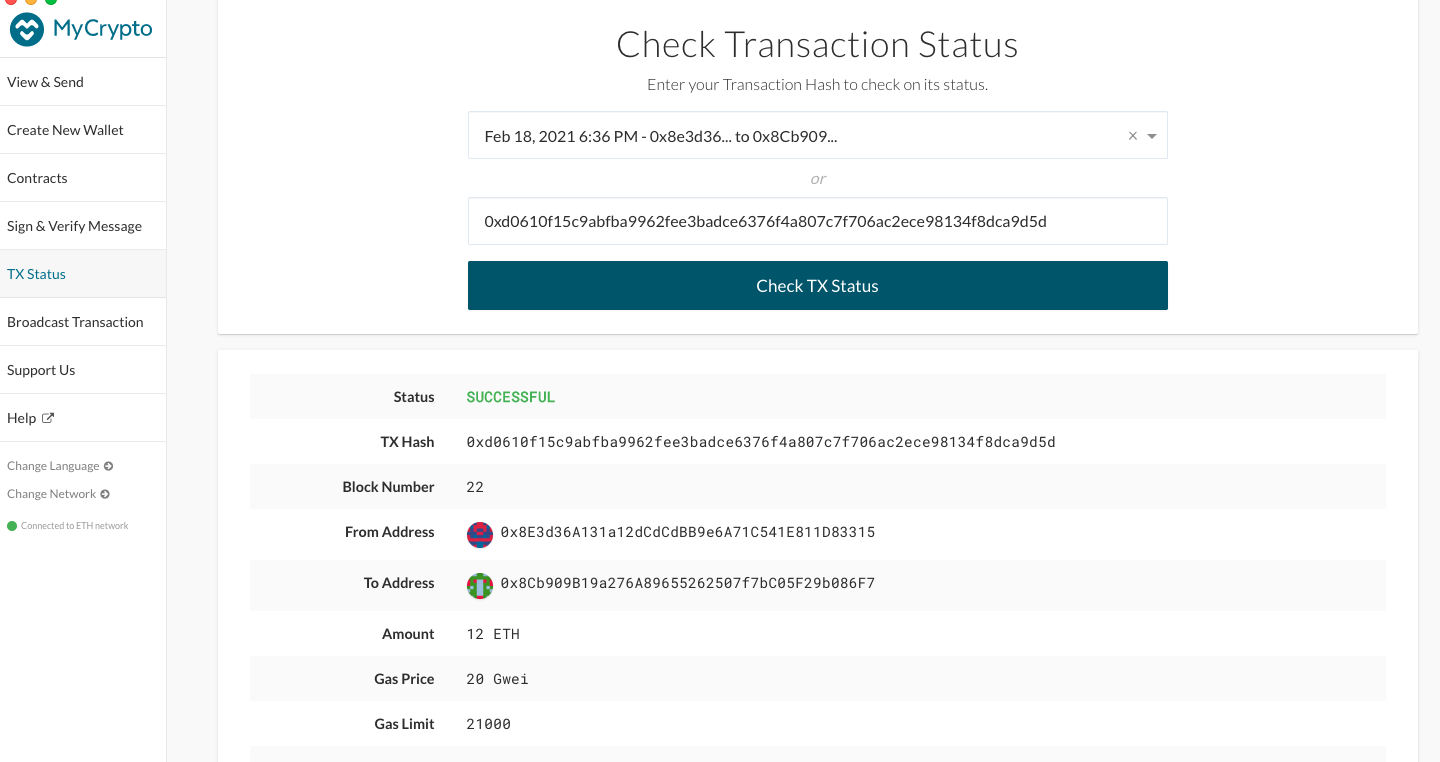 MyCrypto
View & Send
Create New Wallet
Contracts
Sign & Verify Message
TX Status
Broadcast Transaction
Support Us
Help
Change Language
Change Network
Connected to ETH network
Check Transaction Status
Enter your Transaction Hash to check on its status.
Feb 18, 2021 6:36 PM - 0x8e3d36... to 0x8Cb909... ×
or
0xd0610f15c9abfba9962fee3badce6376f4a807c7f706ac2ece98134f8dca9d5d
Check TX Status
Status SUCCESSFUL
TX Hash 0xd0610f15c9abfba9962fee3badce6376f4a807c7f706ac2ece98134f8dca9d5d
Block Number 22
From Address 0x8E3d36A131a12dCdCdBB9e6A71C541E811D83315
To Address 0x8Cb909B19a276A89655262507f7bC05F29b086F7
Amount 12 ETH
Gas Price 20 Gwei
Gas Limit 21000